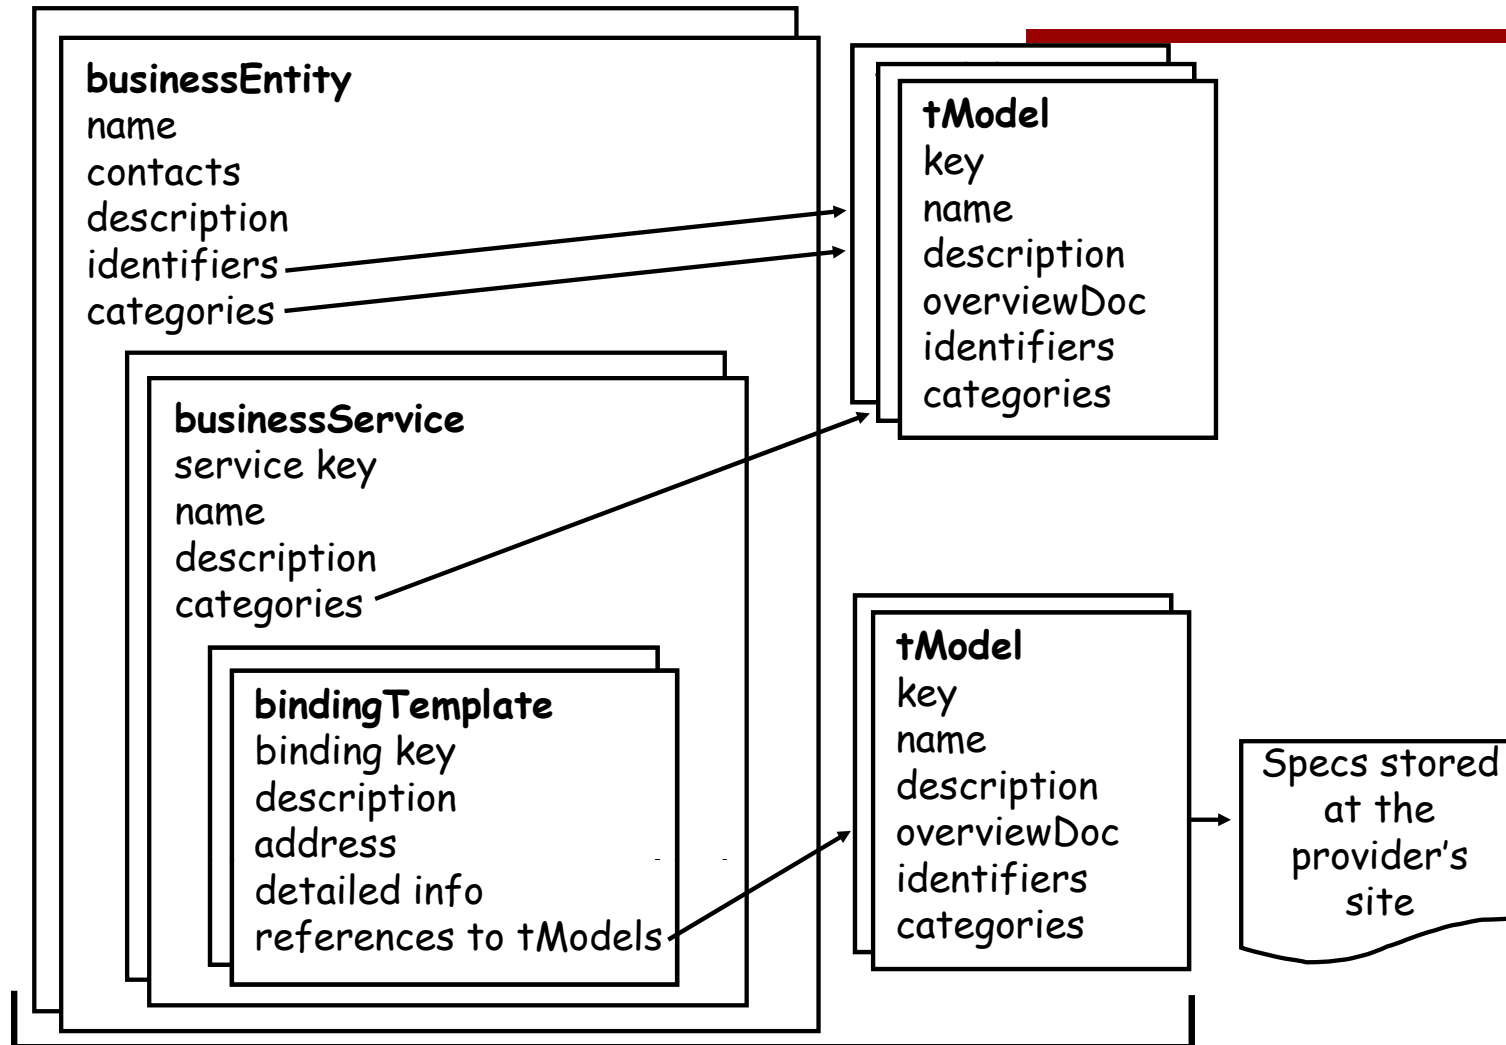 businessEntity
name
contacts
description
identifiers
categories
businessService
service key
name
description
categories
bindingTemplate
binding key
description
address
detailed info
references to tModels
tModel
key
name
description
overviewDoc
identifiers
categories
tModel
key
name
description
overviewDoc
identifiers
categories
Specs stored
at the
provider's
site